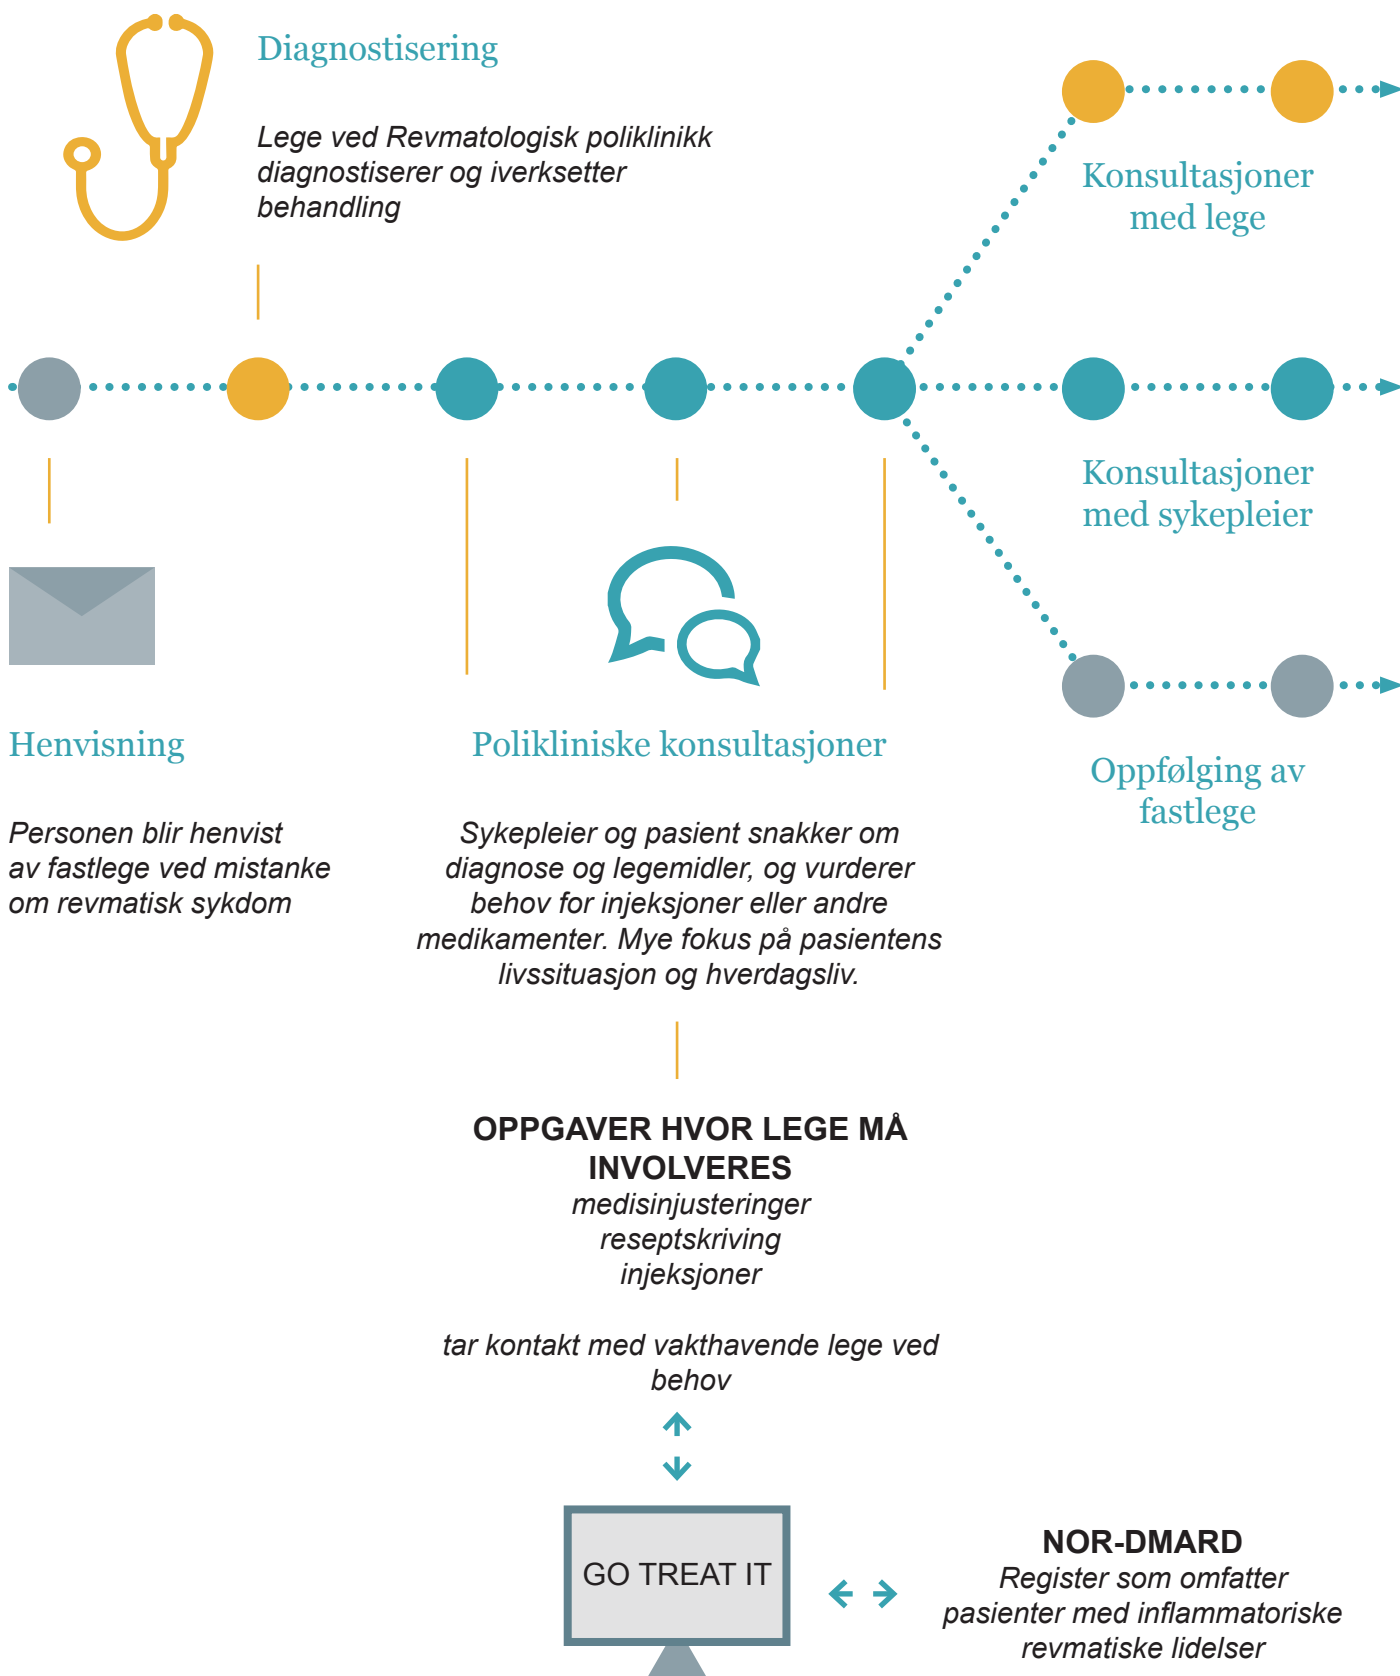 Diagnostisering
Lege ved Revmatologisk poliklinikk
diagnostiserer og iverksetter
behandling
Konsultasjoner
med lege
Konsultasjoner
med sykepleier
Oppfølging av
fastlege
Henvisning
Personen blir henvist
av fastlege ved mistanke
om revmatisk sykdom
Polikliniske konsultasjoner
Sykepleier og pasient snakker om
diagnose og legemidler, og vurderer
behov for injeksjoner eller andre
medikamenter. Mye fokus på pasientens
livssituasjon og hverdagsliv.
OPPGAVER HVOR LEGE MÅ
INVOLVERES
medisinjusteringer
reseptskriving
injeksjoner
tar kontakt med vakthavende lege ved
behov
GO TREAT IT
NOR-DMARD
Register som omfatter
pasienter med inflammatoriske
revmatiske lidelser